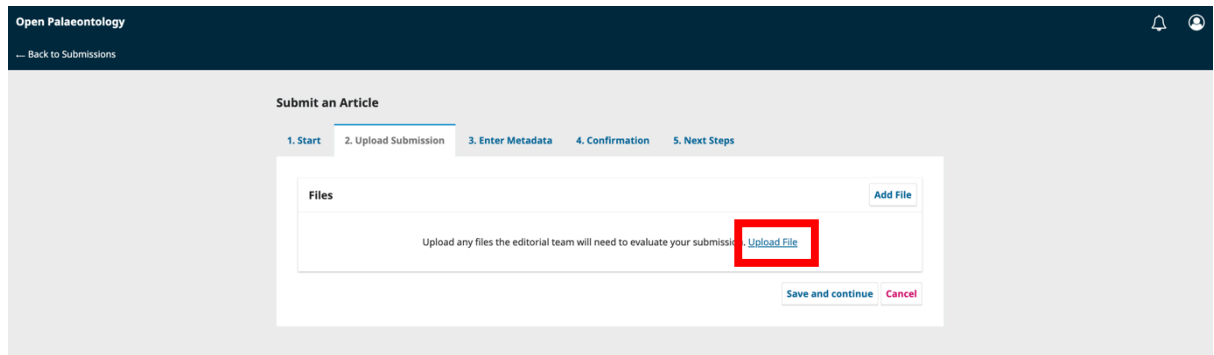 Open Palaeontology
← Back to Submissions
Submit an Article
1. Start 2. Upload Submission 3. Enter Metadata 4. Confirmation 5. Next Steps
Files Add File
Upload any files the editorial team will need to evaluate your submission. Upload File
Save and continue Cancel